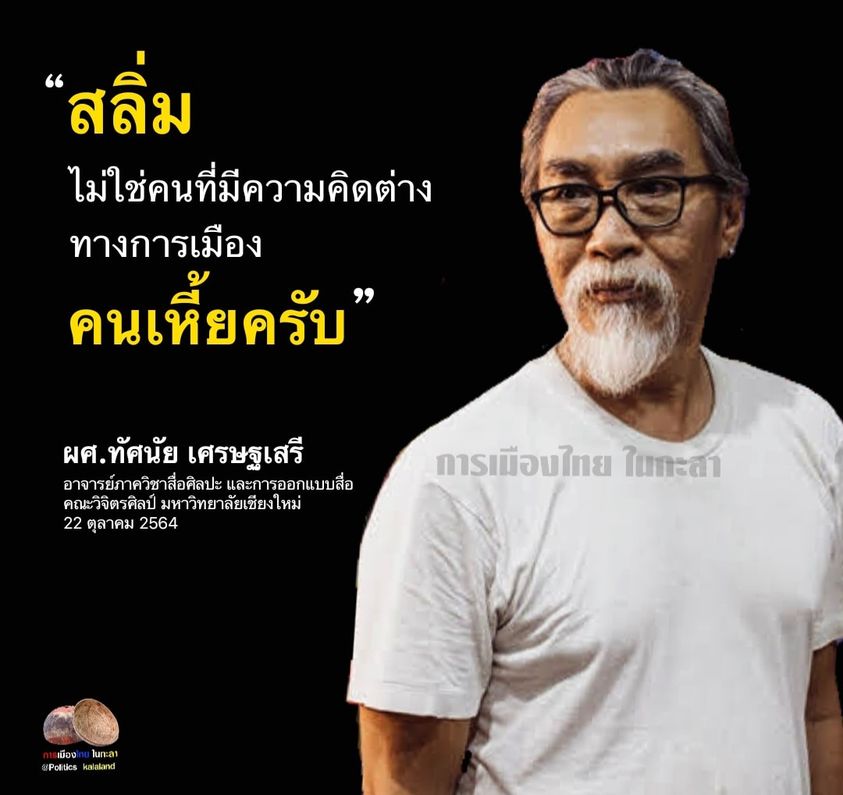 “สลิ่ม
ไม่ใช่คนที่มีความคิดต่าง
ทางการเมือง
คนเหี้ยครับ”
ผศ.ทัศนัย เศรษฐเสรี
อาจารย์ภาควิชาสื่อศิลปะ และการออกแบบสื่อ
คณะวิจิตรศิลป์ มหาวิทยาลัยเชียงใหม่
22 ตุลาคม 2564
การเมืองไทย ในกะลา
การเมืองไทย ในกะลา
@Politics kalaland